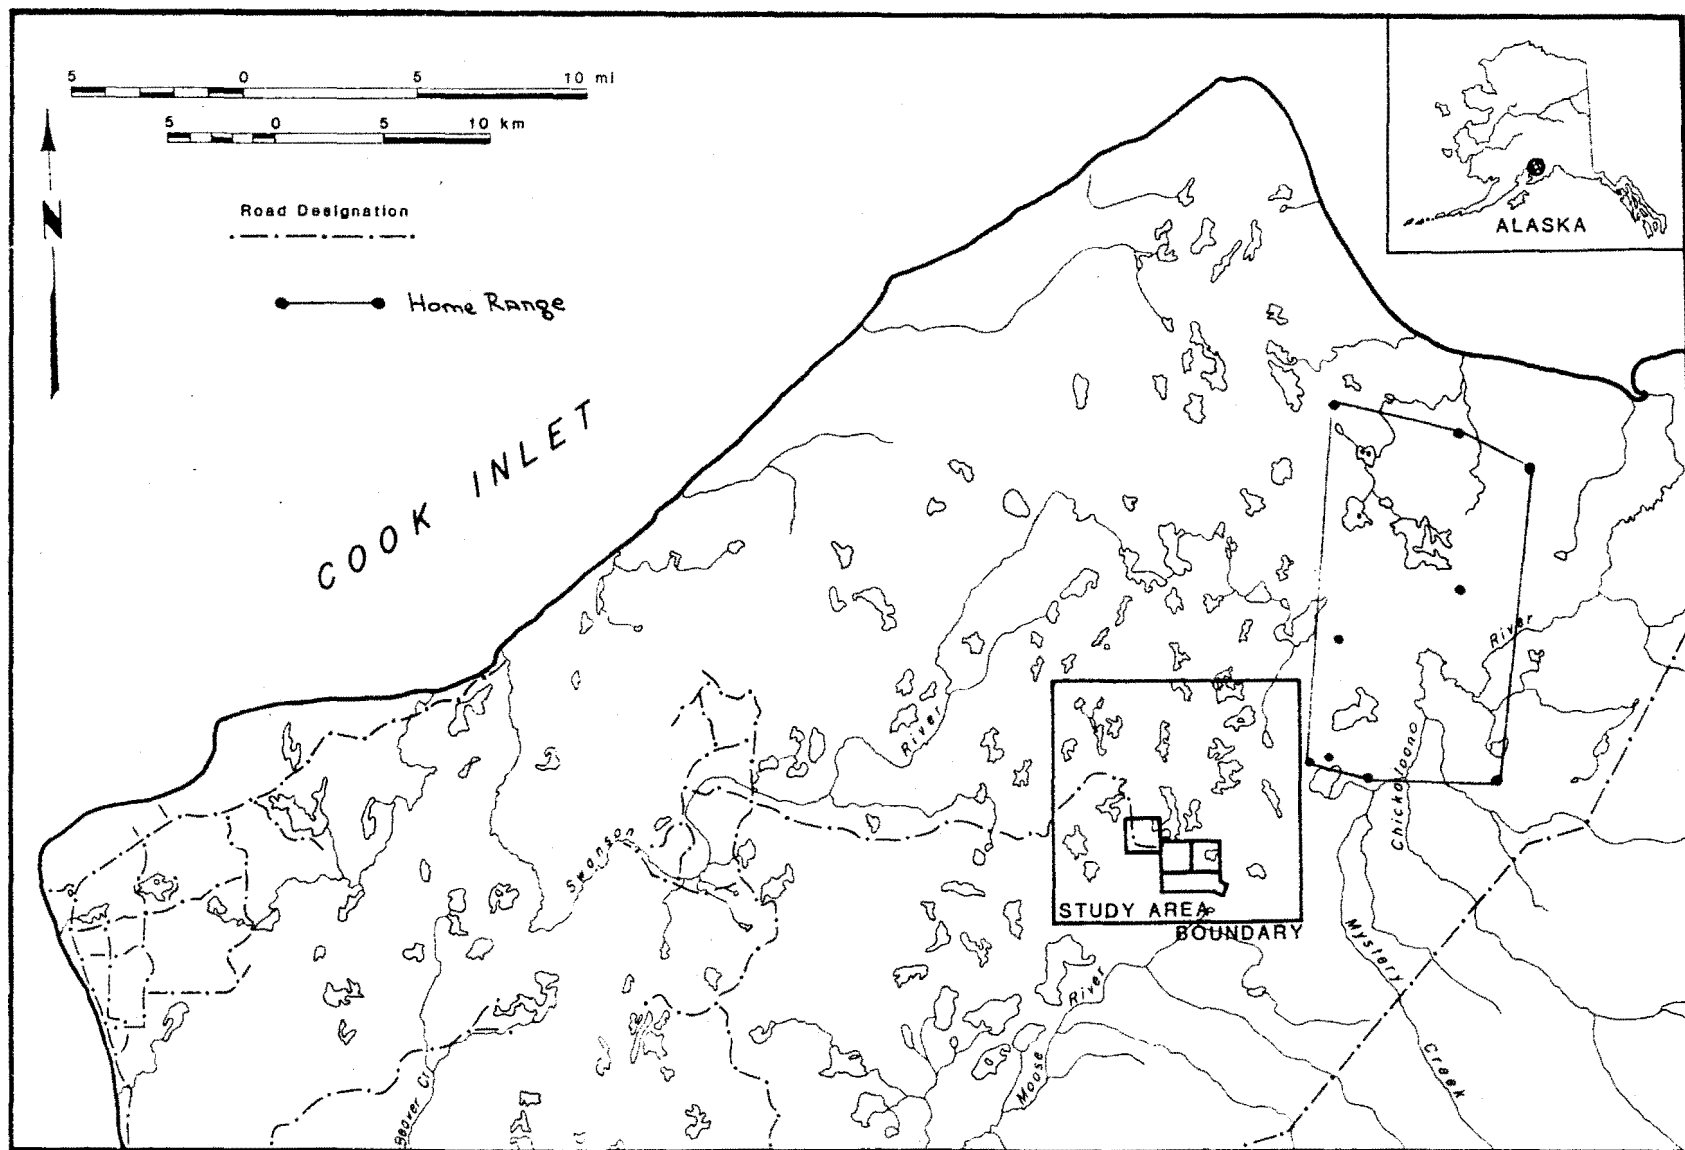 5 0 5 10 mi
5 0 5 10 km
N
Road Designation
Home Range
ALASKA
COOK INLET
River
River
Chickaloono
Swanson
STUDY AREA
BOUNDARY
Mystery
Creek
River
Moose
Beaver Cr